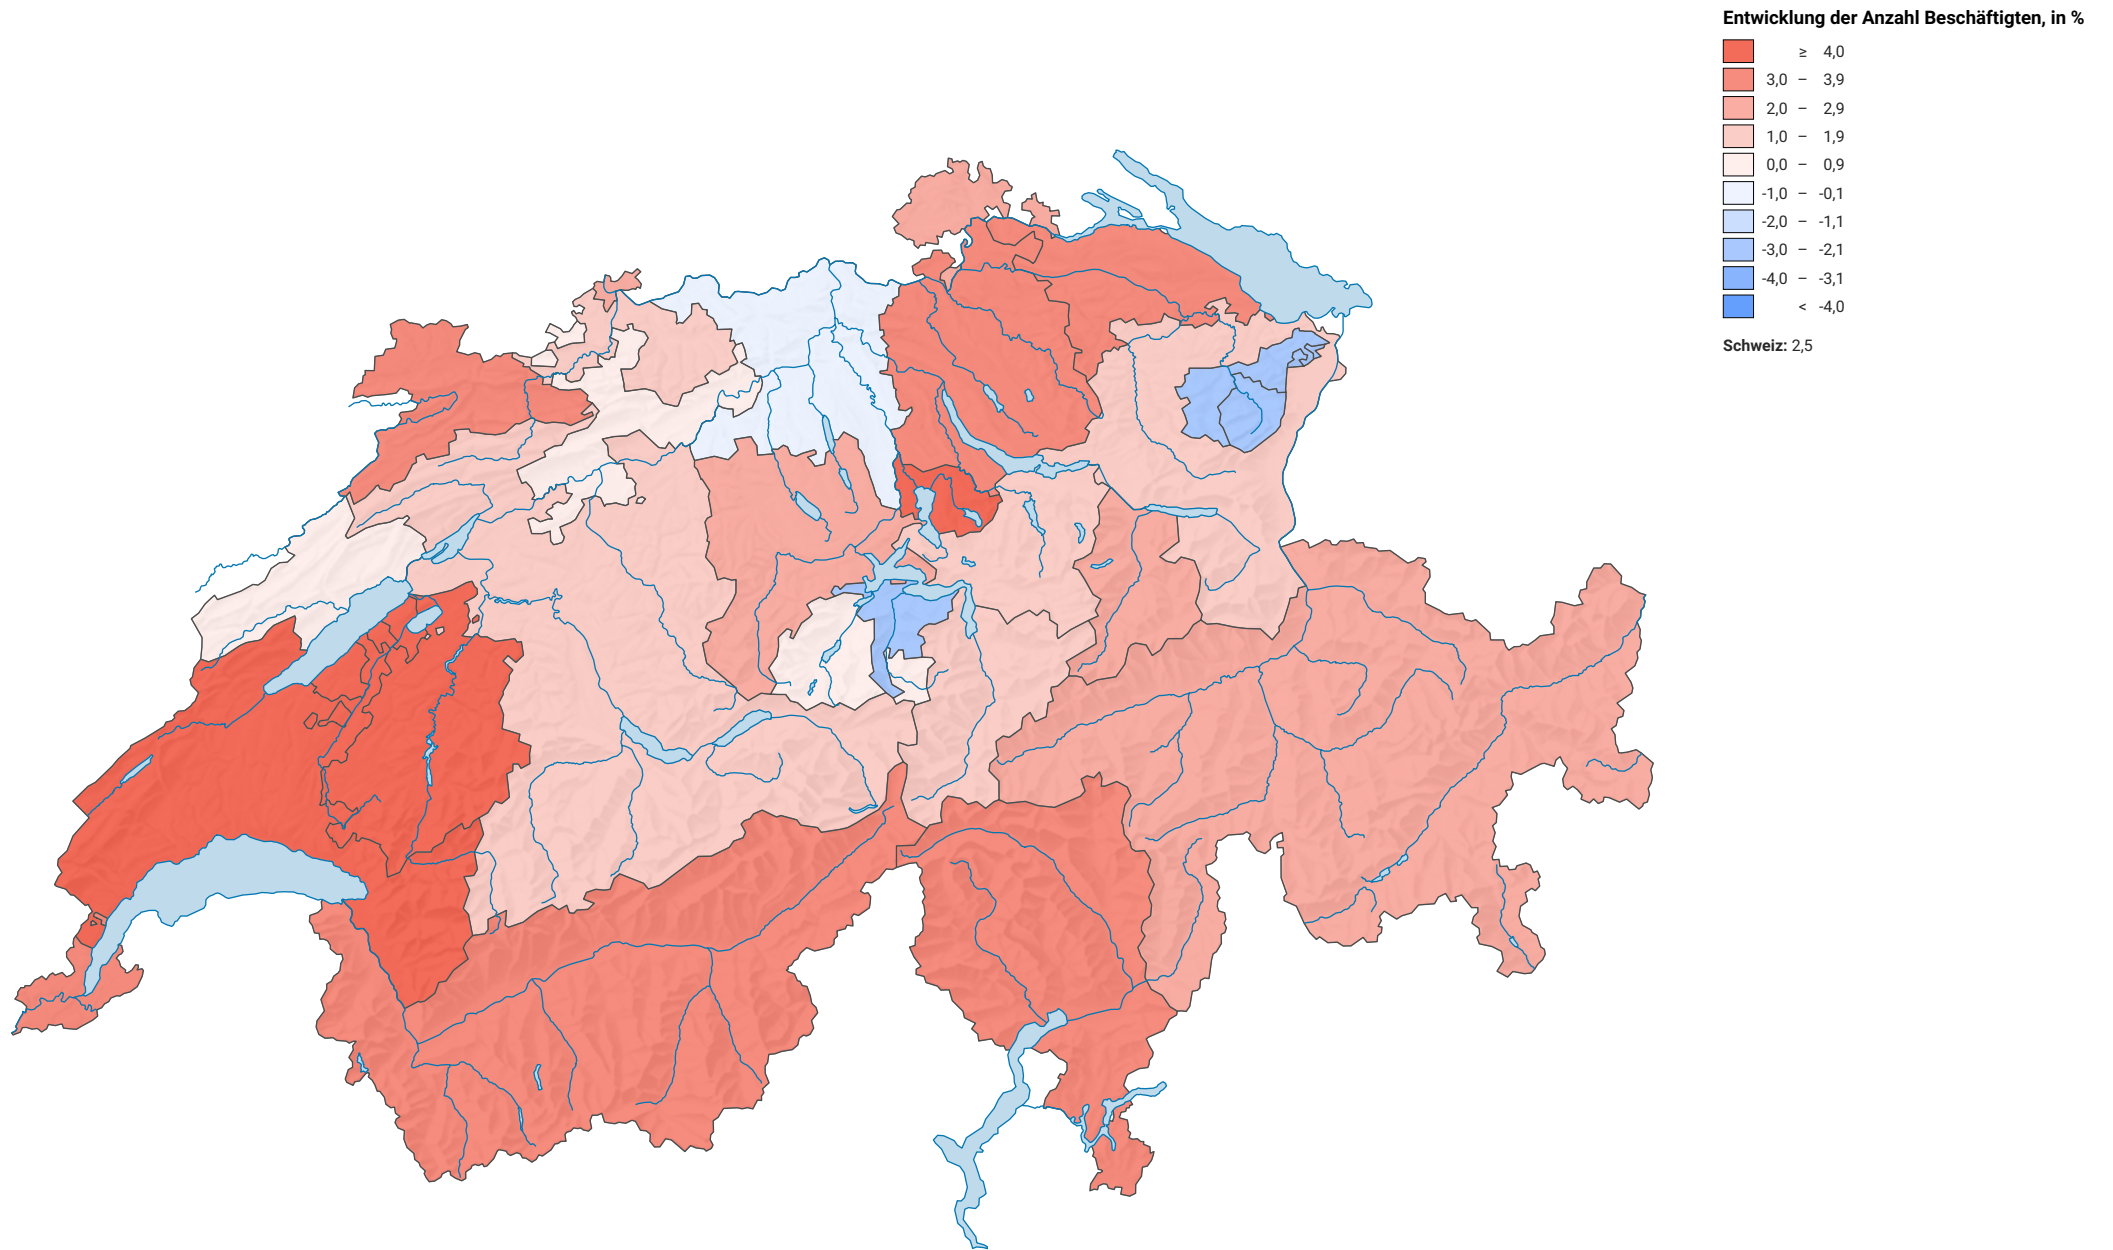 Entwicklung der Anzahl Beschäftigten, in %
≥ 4,0
3,0 – 3,9
2,0 – 2,9
1,0 – 1,9
0,0 – 0,9
-1,0 – -0,1
-2,0 – -1,1
-3,0 – -2,1
-4,0 – -3,1
< -4,0
Schweiz: 2,5